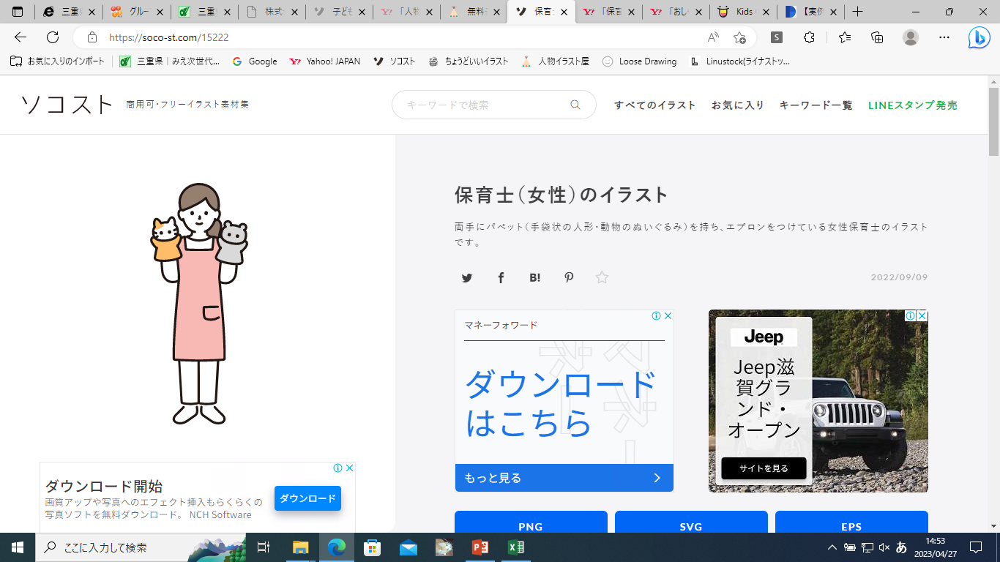 三重
グルー
三重県
株式
子ども
「人物
無料
保育士
「保育
「おし
Kids
【実例
https://soco-st.com/15222
お気に入りのインポート
三重県｜みえ次世代...
Google
Yahoo! JAPAN
ソコスト
ちょうどいいイラスト
人物イラスト屋
Loose Drawing
Linustock(ライナストッ...
ソコスト
商用可・フリーイラスト素材集
キーワードで検索
すべてのイラスト
お気に入り
キーワード一覧
LINEスタンプ発売
保育士（女性）のイラスト
両手にパペット（手袋状の人形・動物のぬいぐるみ）を持ち、エプロンをつけている女性保育士のイラスト
です。
B!
2022/09/09
マネーフォワード
ダウンロード
はこちら
もっと見る
Jeep
Jeep滋
賀グラ
ンド・
オープン
サイトを見る
ダウンロード開始
画質アップや写真へのエフェクト挿入もらくらくの
写真ソフトを無料ダウンロード。 NCH Software
ダウンロード
PNG
SVG
EPS
ここに入力して検索
あ
14:53
2023/04/27